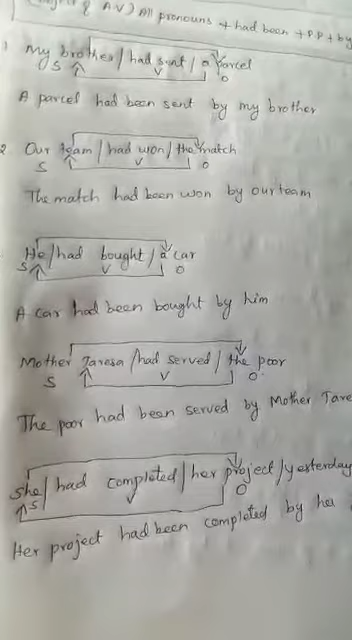 & A.V) All pronouns + had been + P.P + by
1 My brother / had sent / a parcel
S V O
A parcel had been sent by my brother
2. Our team / had won / the match
S V O
The match had been won by our team
He / had bought / a car
S V O
A car had been bought by him
Mother Taresa / had served / the poor
S V O
The poor had been served by Mother Tare
She / had completed / her project / yesterday
S V O
Her project had been completed by her